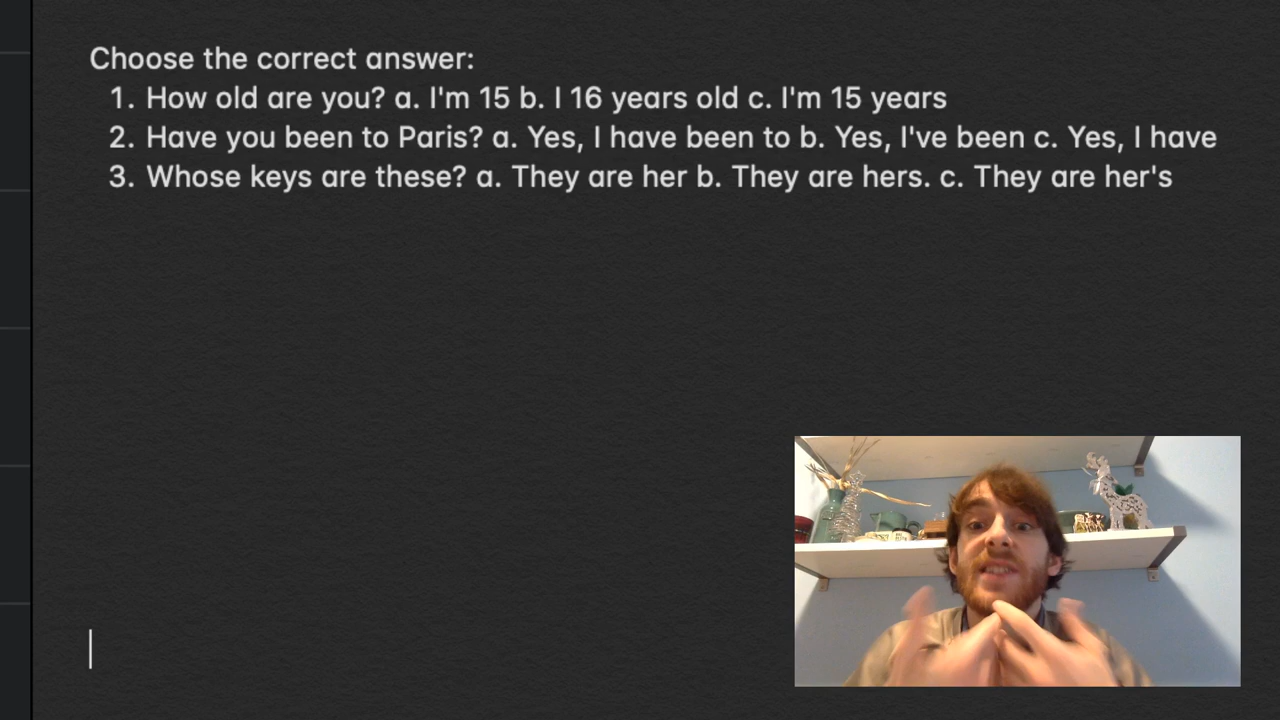 Choose the correct answer:
1. How old are you? a. I'm 15 b. I 16 years old c. I'm 15 years
2. Have you been to Paris? a. Yes, I have been to b. Yes, I've been c. Yes, I have
3. Whose keys are these? a. They are her b. They are hers. c. They are her's